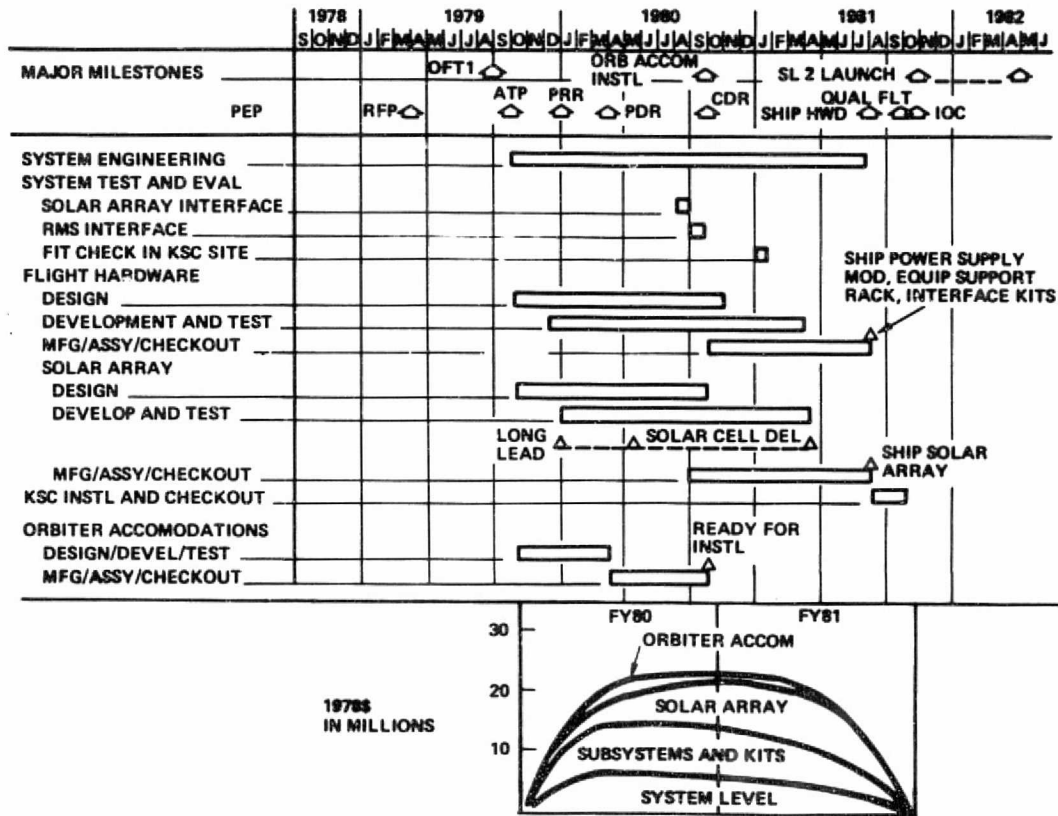 1978 1979 1980 1981 1982
S O N D J F M A M J J A S O N D J F M A M J J A S O N D J F M A M J J A S O N D J F M A M J
MAJOR MILESTONES OFT1 ORB ACCOM INSTL SL 2 LAUNCH
PEP RFP ATP PRR PDR CDR SHIP HWD QUAL FLT IOC
SYSTEM ENGINEERING
SYSTEM TEST AND EVAL
SOLAR ARRAY INTERFACE
RMS INTERFACE
FIT CHECK IN KSC SITE
FLIGHT HARDWARE
SHIP POWER SUPPLY
MOD, EQUIP SUPPORT
RACK, INTERFACE KITS
DESIGN
DEVELOPMENT AND TEST
MFG/ASSY/CHECKOUT
SOLAR ARRAY
DESIGN
DEVELOP AND TEST
LONG LEAD SOLAR CELL DEL
MFG/ASSY/CHECKOUT
SHIP SOLAR
ARRAY
KSC INSTL AND CHECKOUT
ORBITER ACCOMODATIONS
READY FOR
INSTL
DESIGN/DEVEL/TEST
MFG/ASSY/CHECKOUT
FY80 FY81
30
ORBITER ACCOM
20
1978$
IN MILLIONS
SOLAR ARRAY
10
SUBSYSTEMS AND KITS
SYSTEM LEVEL